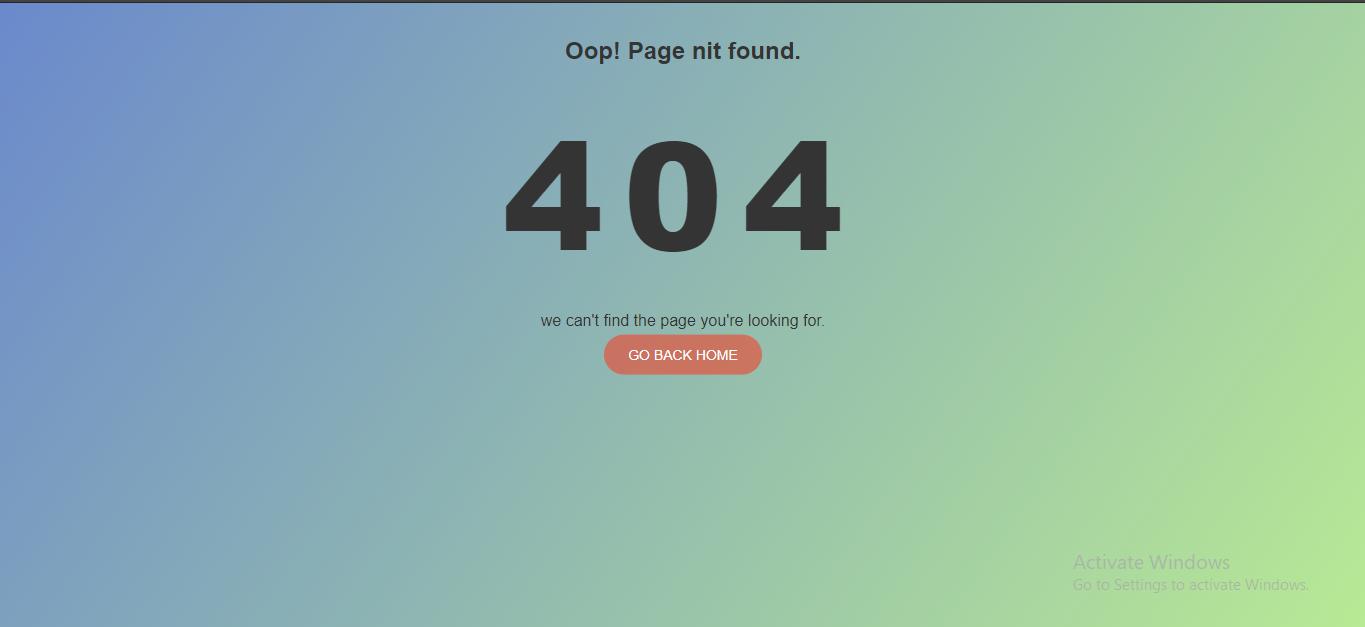 Oop! Page nit found.
404
we can't find the page you're looking for.
GO BACK HOME
Activate Windows
Go to Settings to activate Windows.